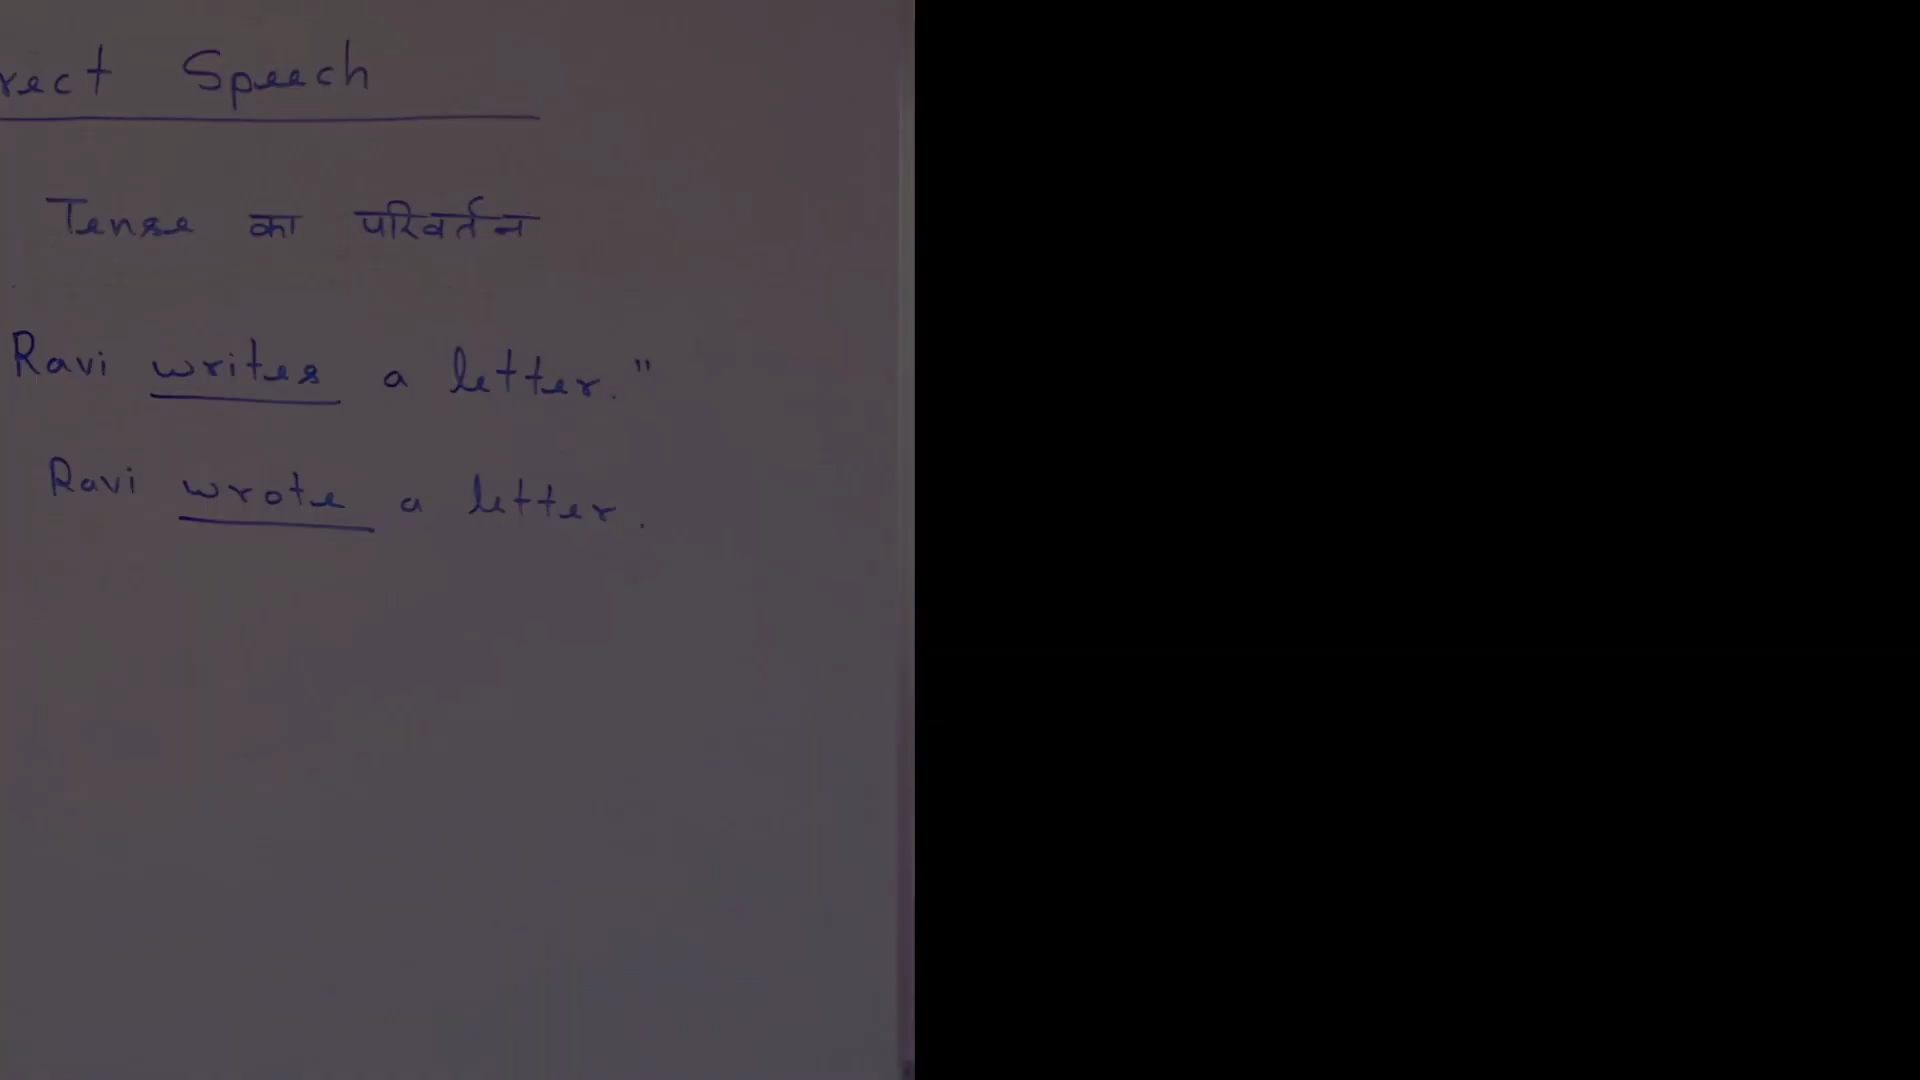 rect Speech
Tense का परिवर्तन
Ravi writes a letter."
Ravi wrote a letter.